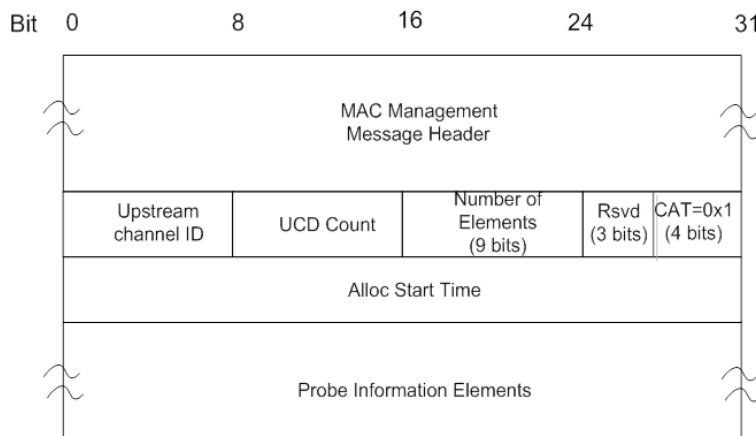 Bit 0 8 16 24 31
MAC Management
Message Header
Upstream
channel ID
UCD Count
Number of
Elements
(9 bits)
Rsvd
(3 bits)
CAT=0x1
(4 bits)
Alloc Start Time
Probe Information Elements